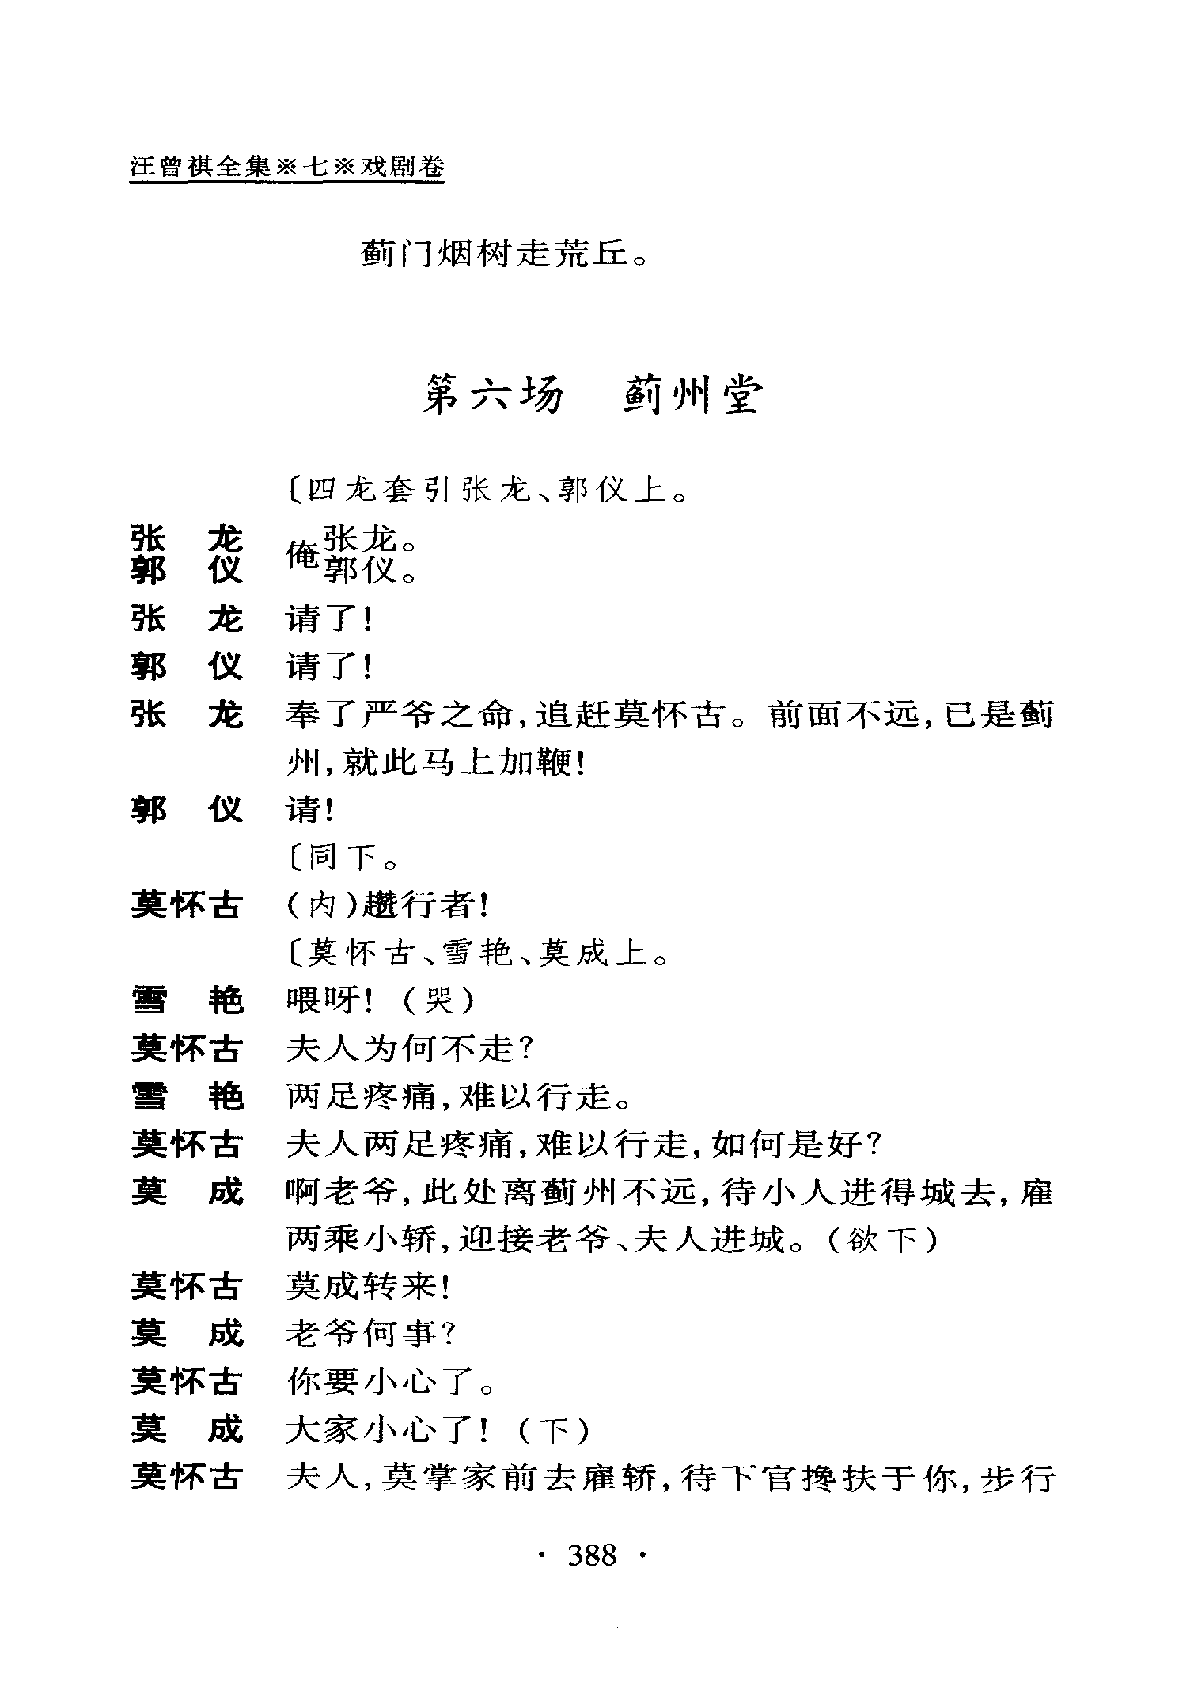 汪曾祺全集※七※戏剧卷
蓟门烟树走荒丘。
第六场　蓟州堂
〔四龙套引张龙、郭仪上。
张　龙　俺张龙。
郭　仪　郭仪。
张　龙　请了!
郭　仪　请了!
张　龙　奉了严爷之命,追赶莫怀古。前面不远,已是蓟
州,就此马上加鞭!
郭　仪　请!
〔同下。
莫怀古　(内)趱行者!
〔莫怀古、雪艳、莫成上。
雪　艳　喂呀!(哭)
莫怀古　夫人为何不走?
雪　艳　两足疼痛,难以行走。
莫怀古　夫人两足疼痛,难以行走,如何是好?
莫　成　啊老爷,此处离蓟州不远,待小人进得城去,雇
两乘小轿,迎接老爷、夫人进城。(欲下)
莫怀古　莫成转来!
莫　成　老爷何事?
莫怀古　你要小心了。
莫　成　大家小心了!(下)
莫怀古　夫人,莫掌家前去雇轿,待下官搀扶于你,步行
· 388 ·